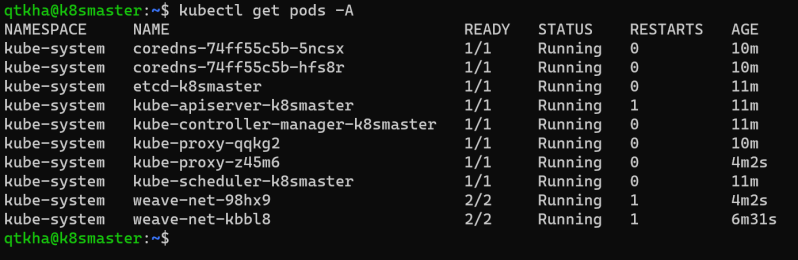 qtkha@k8smaster:~$ kubectl get pods -A
NAMESPACE     NAME                                READY   STATUS    RESTARTS   AGE
kube-system   coredns-74ff55c5b-5ncsx             1/1     Running   0          10m
kube-system   coredns-74ff55c5b-hfs8r             1/1     Running   0          10m
kube-system   etcd-k8smaster                      1/1     Running   0          11m
kube-system   kube-apiserver-k8smaster            1/1     Running   1          11m
kube-system   kube-controller-manager-k8smaster   1/1     Running   0          11m
kube-system   kube-proxy-qqkg2                    1/1     Running   0          10m
kube-system   kube-proxy-z45m6                    1/1     Running   0          4m2s
kube-system   kube-scheduler-k8smaster            1/1     Running   0          11m
kube-system   weave-net-98hx9                     2/2     Running   1          4m2s
kube-system   weave-net-kbbl8                     2/2     Running   1          6m31s
qtkha@k8smaster:~$